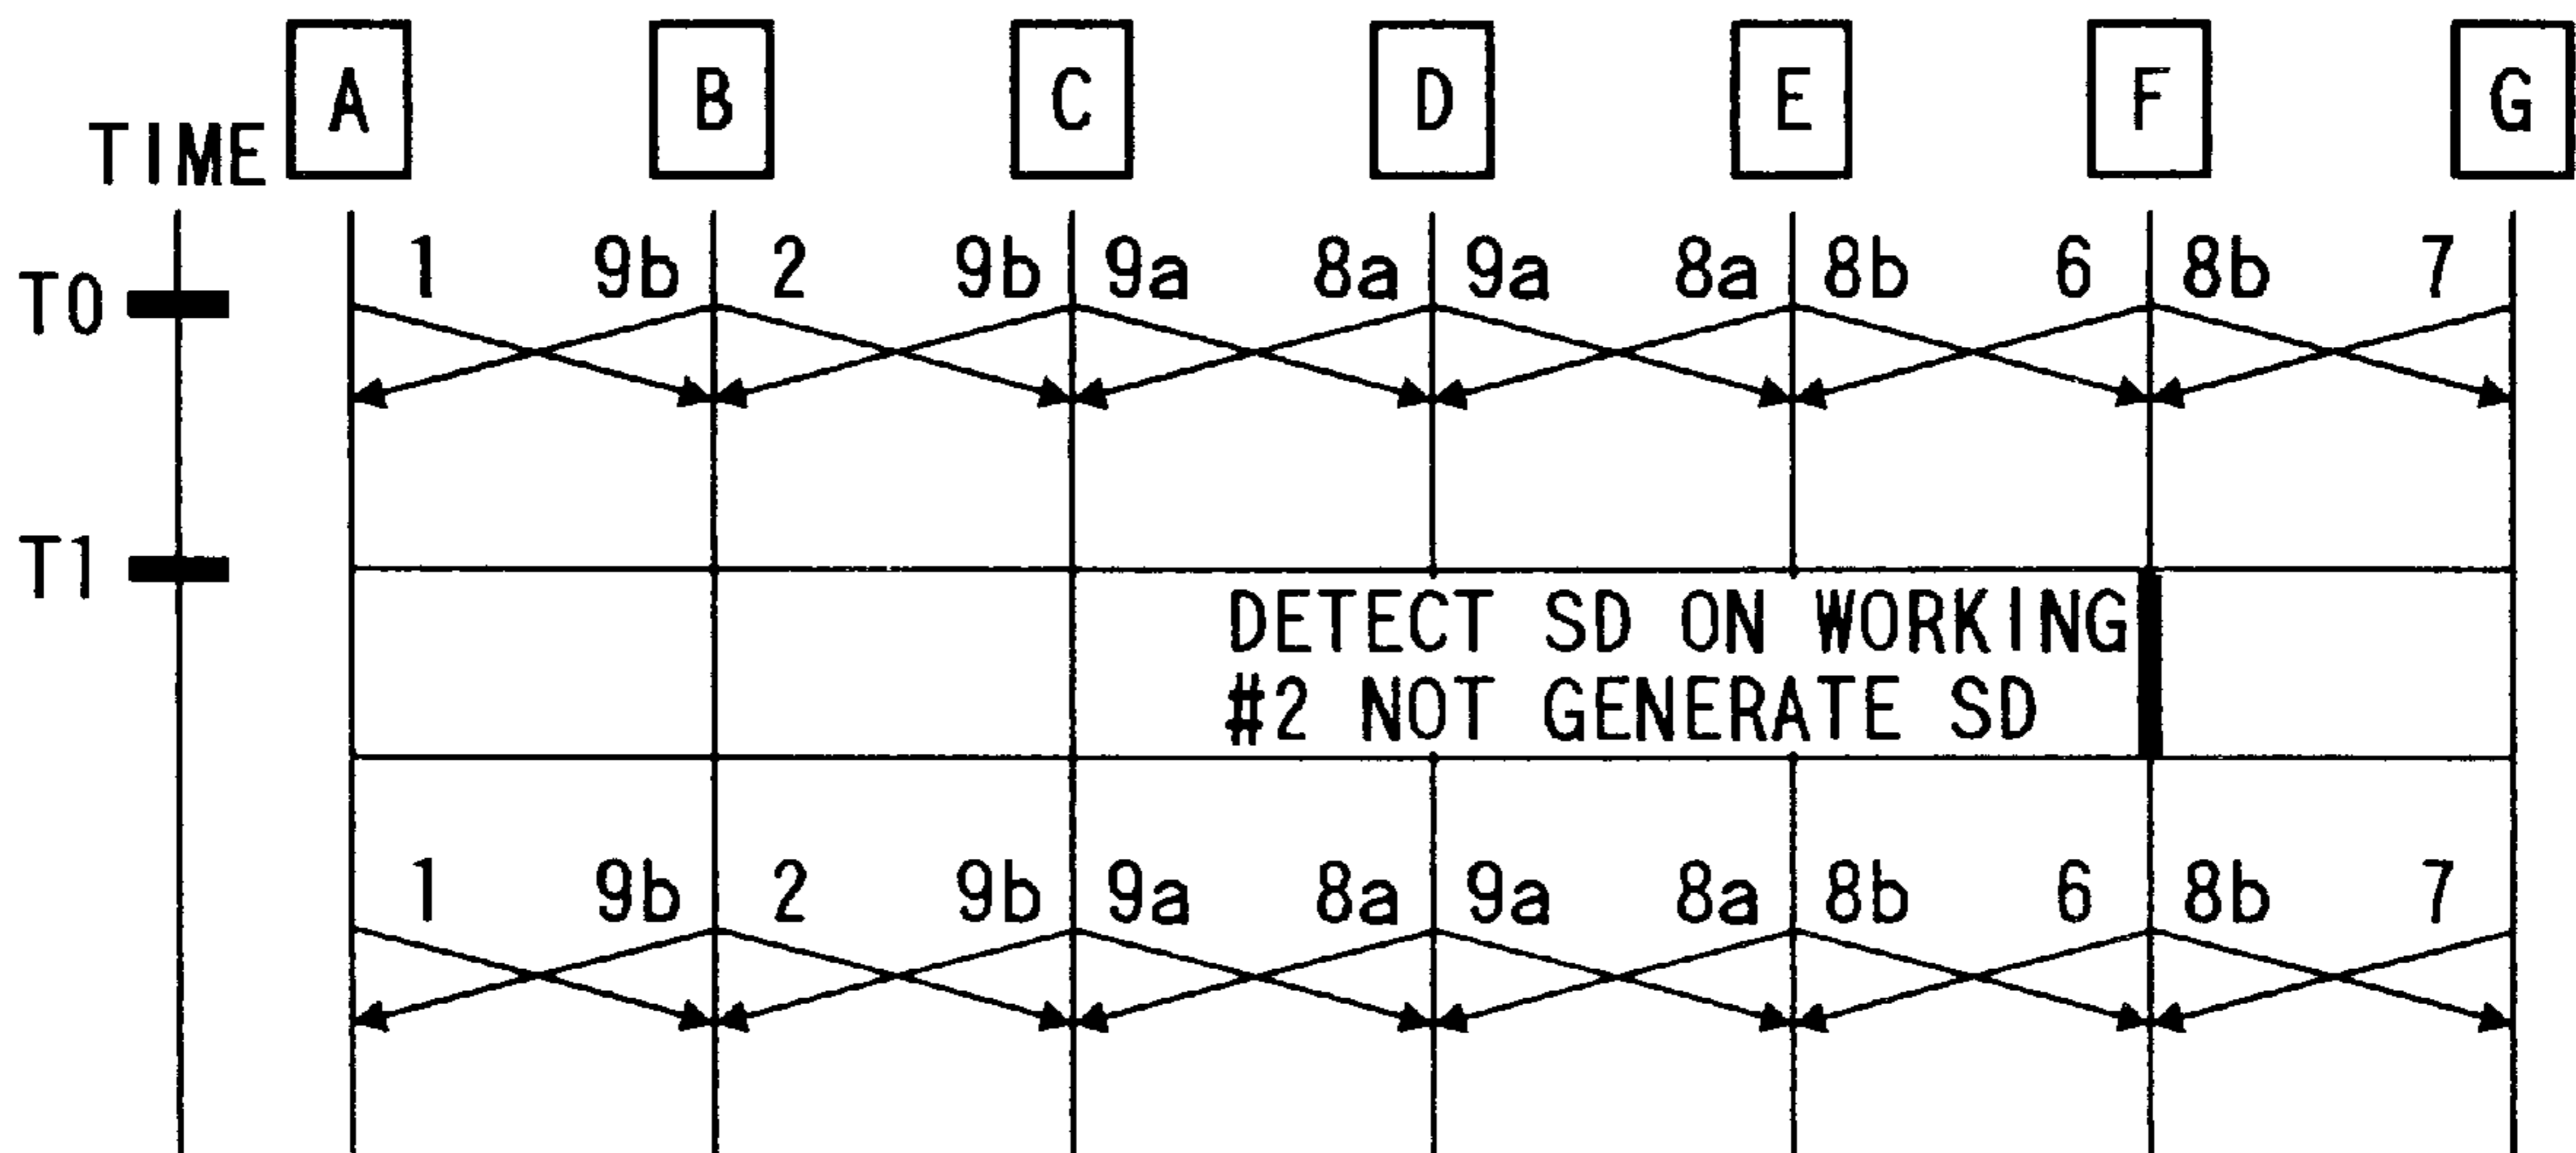 A B C D E F G
TIME
T0 1 9b 2 9b 9a 8a 9a 8a 8b 6 8b 7
T1
DETECT SD ON WORKING
#2 NOT GENERATE SD
1 9b 2 9b 9a 8a 9a 8a 8b 6 8b 7